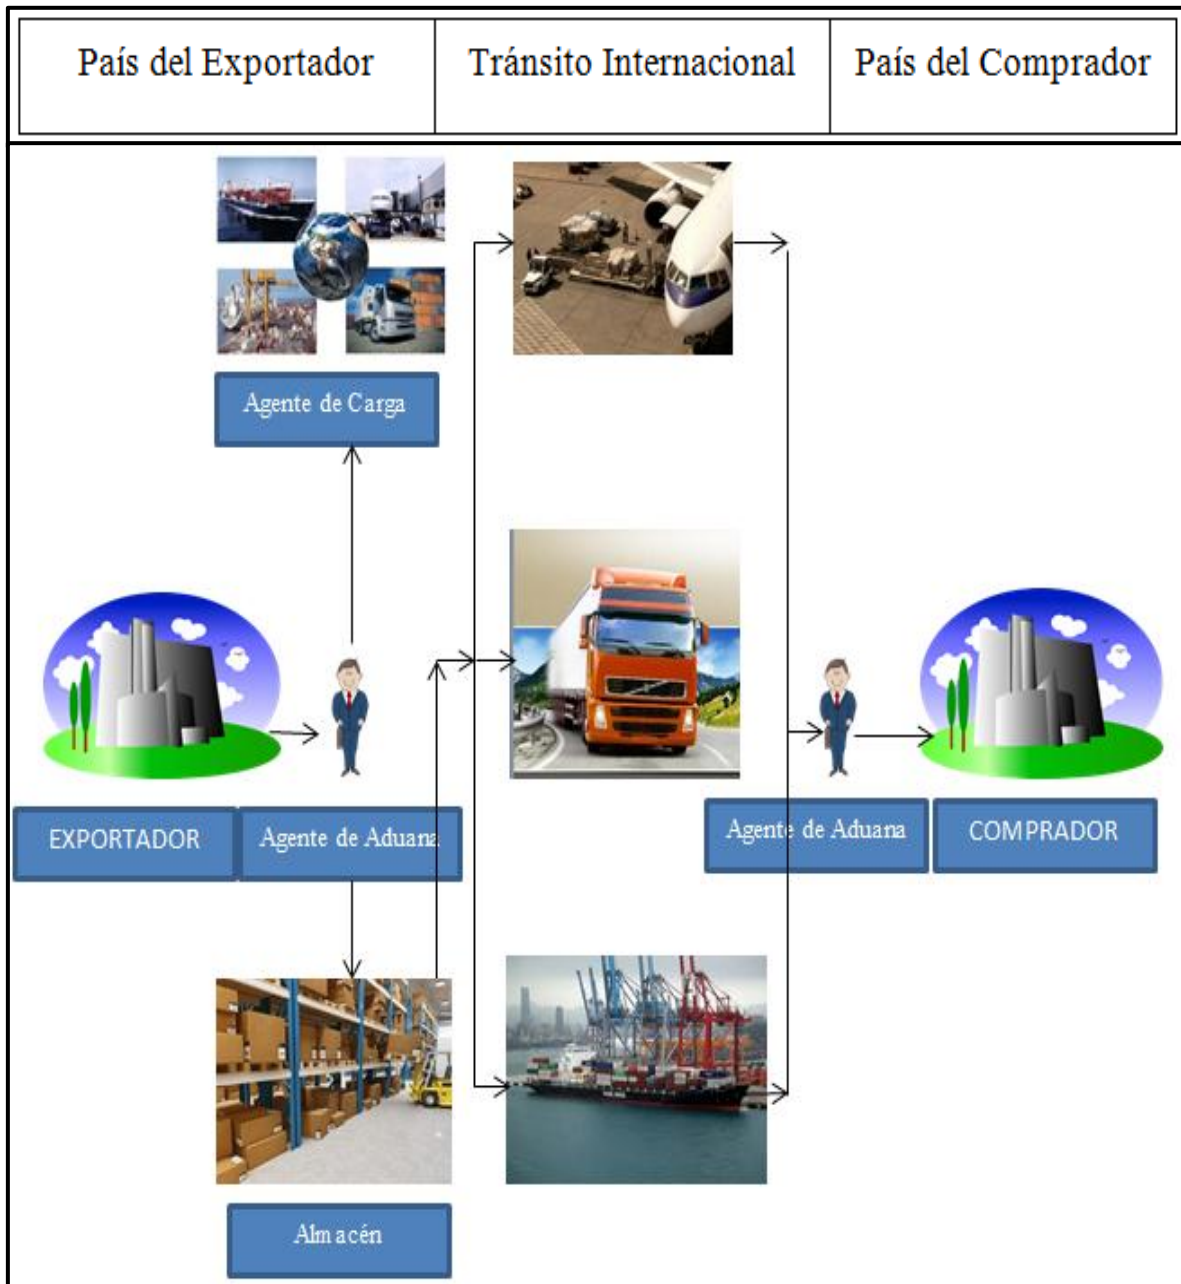 País del Exportador
Tránsito Internacional
País del Comprador
Agente de Carga
EXPORTADOR
Agente de Aduana
Agente de Aduana
COMPRADOR
Almacén